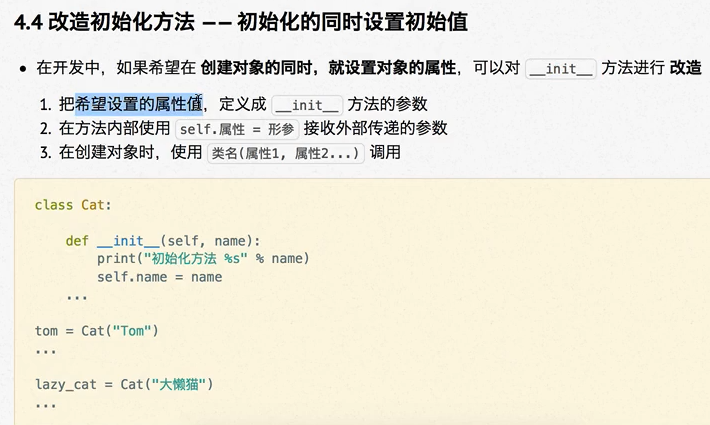 4.4 改造初始化方法 —— 初始化的同时设置初始值
• 在开发中，如果希望在 创建对象的同时，就设置对象的属性，可以对 __init__ 方法进行 改造
1. 把希望设置的属性值，定义成 __init__ 方法的参数
2. 在方法内部使用 self.属性 = 形参 接收外部传递的参数
3. 在创建对象时，使用 类名(属性1, 属性2...) 调用
class Cat:
def __init__(self, name):
print("初始化方法 %s" % name)
self.name = name
...
tom = Cat("Tom")
...
lazy_cat = Cat("大懒猫")
...